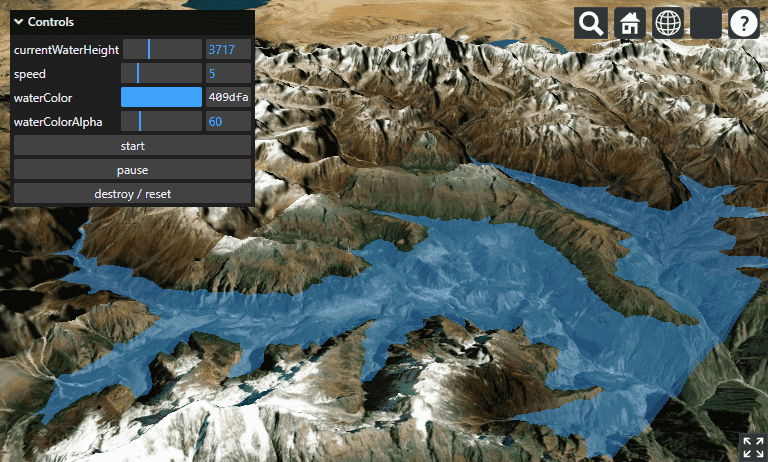 Controls
currentWaterHeight 3717
speed 5
waterColor 409dfa
waterColorAlpha 60
start
pause
destroy / reset
?